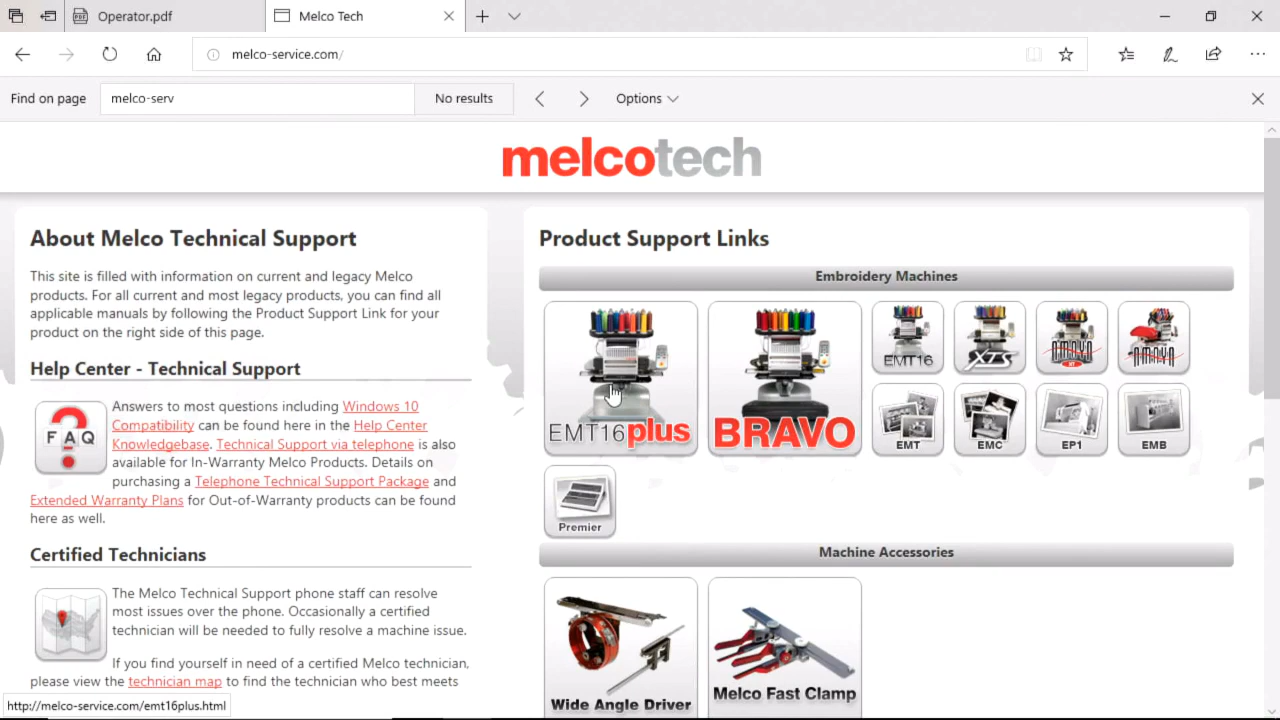 Operator.pdf
Melco Tech
melco-service.com/
Find on page
melco-serv
No results
Options
melcotech
About Melco Technical Support
This site is filled with information on current and legacy Melco
products. For all current and most legacy products, you can find all
applicable manuals by following the Product Support Link for your
product on the right side of this page.
Help Center - Technical Support
FAQ
Answers to most questions including Windows 10
Compatibility can be found here in the Help Center
Knowledgebase. Technical Support via telephone is also
available for In-Warranty Melco Products. Details on
purchasing a Telephone Technical Support Package and
Extended Warranty Plans for Out-of-Warranty products can be found
here as well.
Certified Technicians
The Melco Technical Support phone staff can resolve
most issues over the phone. Occasionally a certified
technician will be needed to fully resolve a machine issue.
If you find yourself in need of a certified Melco technician,
please view the technician map to find the technician who best meets
http://melco-service.com/emt16plus.html
Product Support Links
Embroidery Machines
EMT16plus
BRAVO
EMT16
XTS
AMAYA
AMAYA
EMT
EMC
EP1
EMB
Premier
Machine Accessories
Wide Angle Driver
Melco Fast Clamp